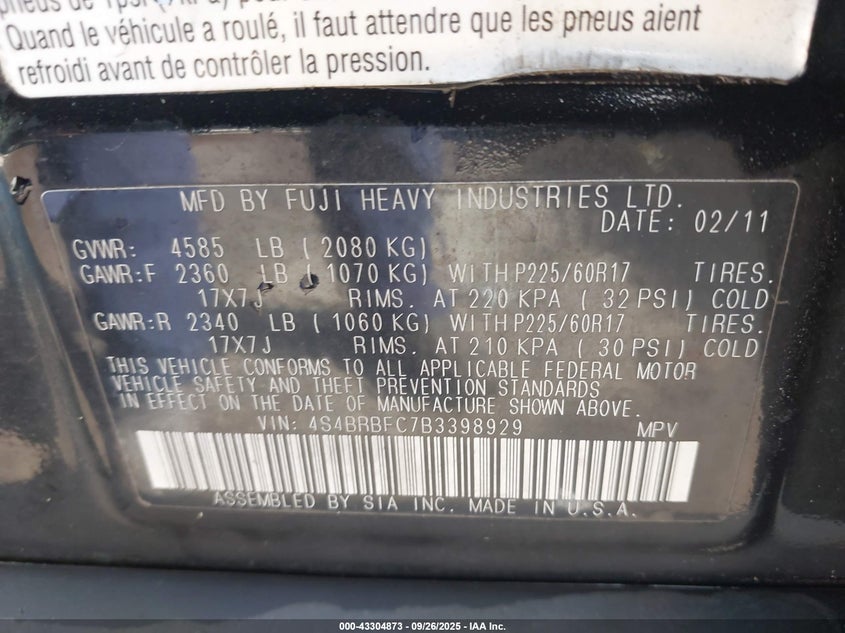 Quand le véhicule a roulé, il faut attendre que les pneus aient
refroidi avant de contrôler la pression.
MFD BY FUJI HEAVY INDUSTRIES LTD.
DATE: 02/11
GVWR: 4585 LB (2080 KG)
GAWR:F 2360 LB (1070 KG) WITH P225/60R17 TIRES.
17X7J RIMS. AT 220 KPA (32 PSI) COLD
GAWR:R 2340 LB (1060 KG) WITH P225/60R17 TIRES.
17X7J RIMS. AT 210 KPA (30 PSI) COLD
THIS VEHICLE CONFORMS TO ALL APPLICABLE FEDERAL MOTOR
VEHICLE SAFETY AND THEFT PREVENTION STANDARDS
IN EFFECT ON THE DATE OF MANUFACTURE SHOWN ABOVE.
VIN: 4S4BRBFC7B3398929 MPV
ASSEMBLED BY SIA INC. MADE IN U.S.A.
000-43304873 - 09/26/2025 - IAA Inc.